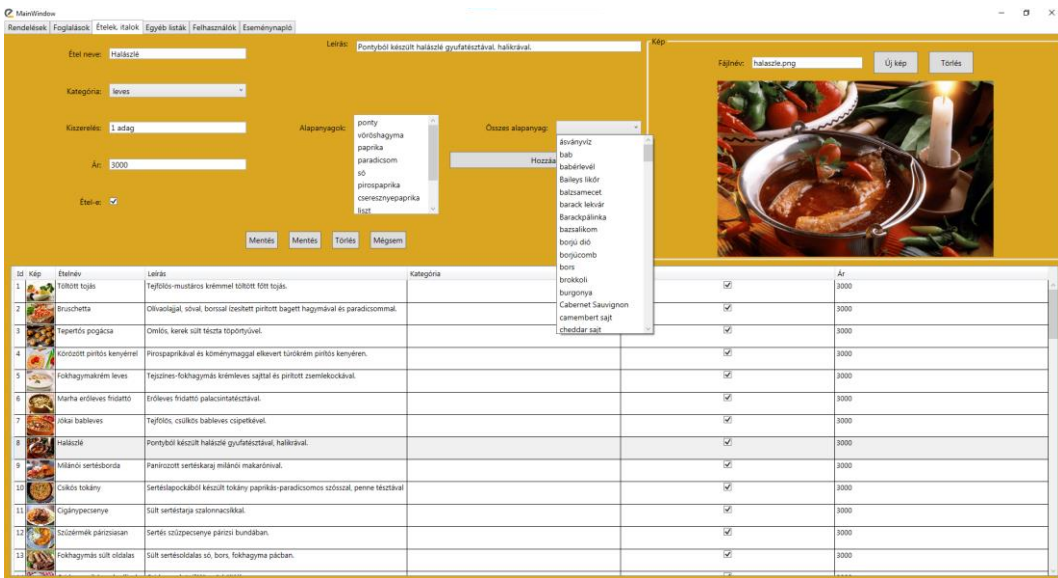 MainWindow
Rendelések Foglalások Ételek, italok Egyéb listák Felhasználók Eseménynapló
Étel neve: Halászlé
Kategória: leves
Kiszerelés: 1 adag
Ár: 3000
Étel-e:
Leírás: Pontyból készült halászlé gyufatésztával, halikrával.
Alapanyagok:
ponty
vöröshagyma
paprika
paradicsom
só
pirospaprika
cseresznyepaprika
liszt
Összes alapanyag:
Hozzáa
ásványvíz
bab
babérlevél
Baileys likőr
balzsamecet
barack lekvár
Barackpálinka
bazsalikom
borjú dió
borjúcomb
bors
brokkoli
burgonya
Cabernet Sauvignon
camembert sajt
cheddar sajt
Kép
Fájlnév: halaszle.png Új kép Törlés
Mentés Mentés Törlés Mégsem
Id Kép Ételnév Leírás Kategória Ár
1 Töltött tojás Tejfölös-mustáros krémmel töltött főtt tojás. 3000
2 Bruschetta Olívaolajjal, sóval, borssal ízesített pirított bagett hagymával és paradicsommal. 3000
3 Tepertős pogácsa Omlós, kerek sült tészta töpörtyűvel. 3000
4 Körözött pirítós kenyérrel Pirospaprikával és köménymaggal elkevert túrókrém pirítós kenyéren. 3000
5 Fokhagymakrém leves Tejszínes-fokhagymás krémleves sajttal és pirított zsemlekockával. 3000
6 Marha erőleves fridattó Erőleves fridattó palacsintatésztával. 3000
7 Jókai bableves Tejfölös, csülkös bableves csipetkével. 3000
8 Halászlé Pontyból készült halászlé gyufatésztával, halikrával. 3000
9 Milánói sertésborda Panírozott sertéskaraj milánói makarónival. 3000
10 Csikós tokány Sertéslapockából készült tokány paprikás-paradicsomos szósszal, penne tésztával 3000
11 Cigánypecsenye Sült sertéstarja szalonnacsíkkal. 3000
12 Szűzérmék párizsiasan Sertés szűzpecsenye párizsi bundában. 3000
13 Fokhagymás sült oldalas Sült sertésoldalas só, bors, fokhagyma pácban. 3000